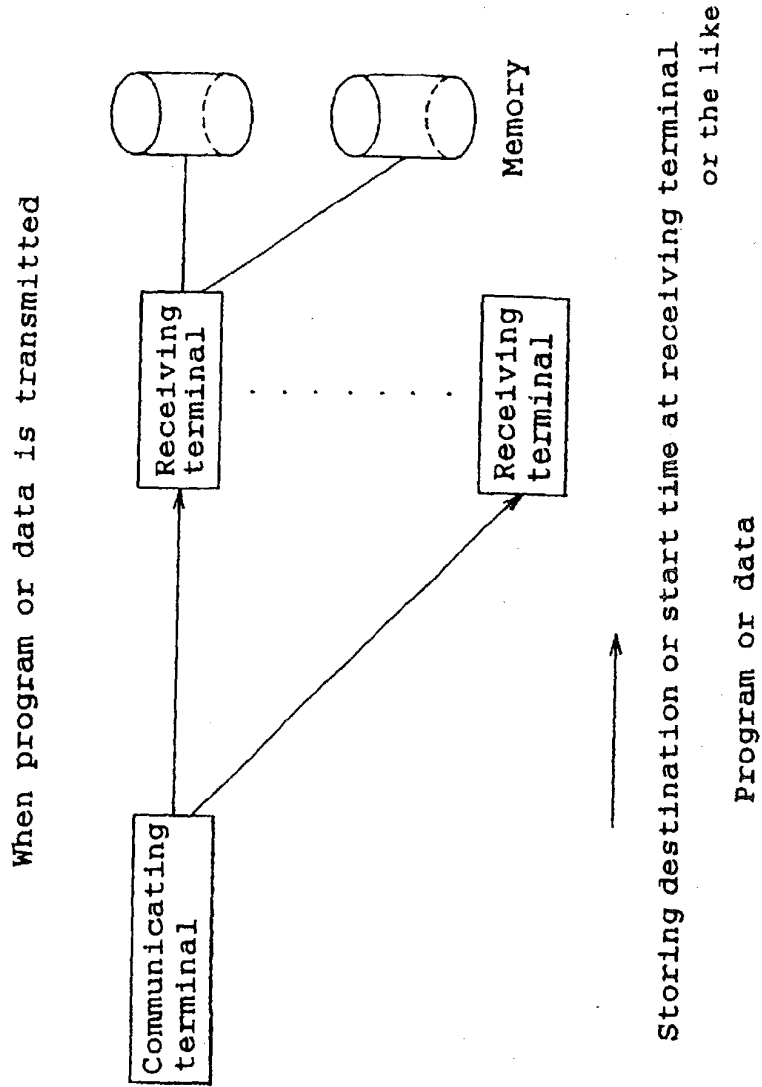 When program or data is transmitted
Communicating
terminal
Receiving
terminal
Receiving
terminal
Memory
Storing destination or start time at receiving terminal
or the like
Program or data